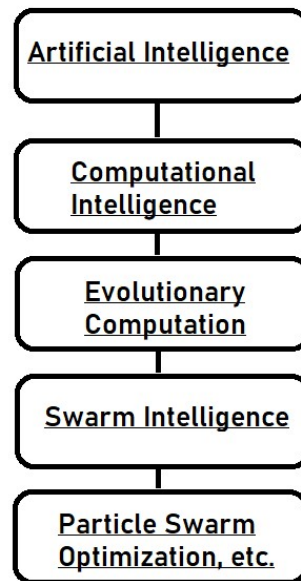 Artificial Intelligence
Computational
Intelligence
Evolutionary
Computation
Swarm Intelligence
Particle Swarm
Optimization, etc.